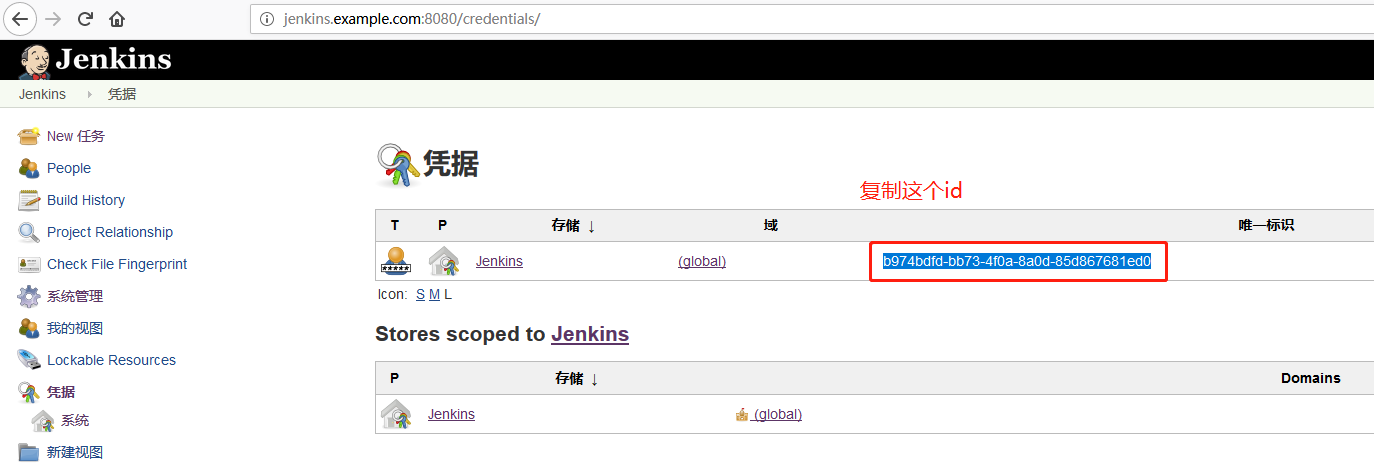 jenkins.example.com:8080/credentials/
Jenkins
Jenkins 凭据
New 任务
People
Build History
Project Relationship
Check File Fingerprint
系统管理
我的视图
Lockable Resources
凭据
系统
新建视图
凭据
复制这个id
T P 存储 ↓ 域 唯一标识
Jenkins (global) b974bdfd-bb73-4f0a-8a0d-85d867681ed0
Icon: S M L
Stores scoped to Jenkins
P 存储 ↓ Domains
Jenkins (global)